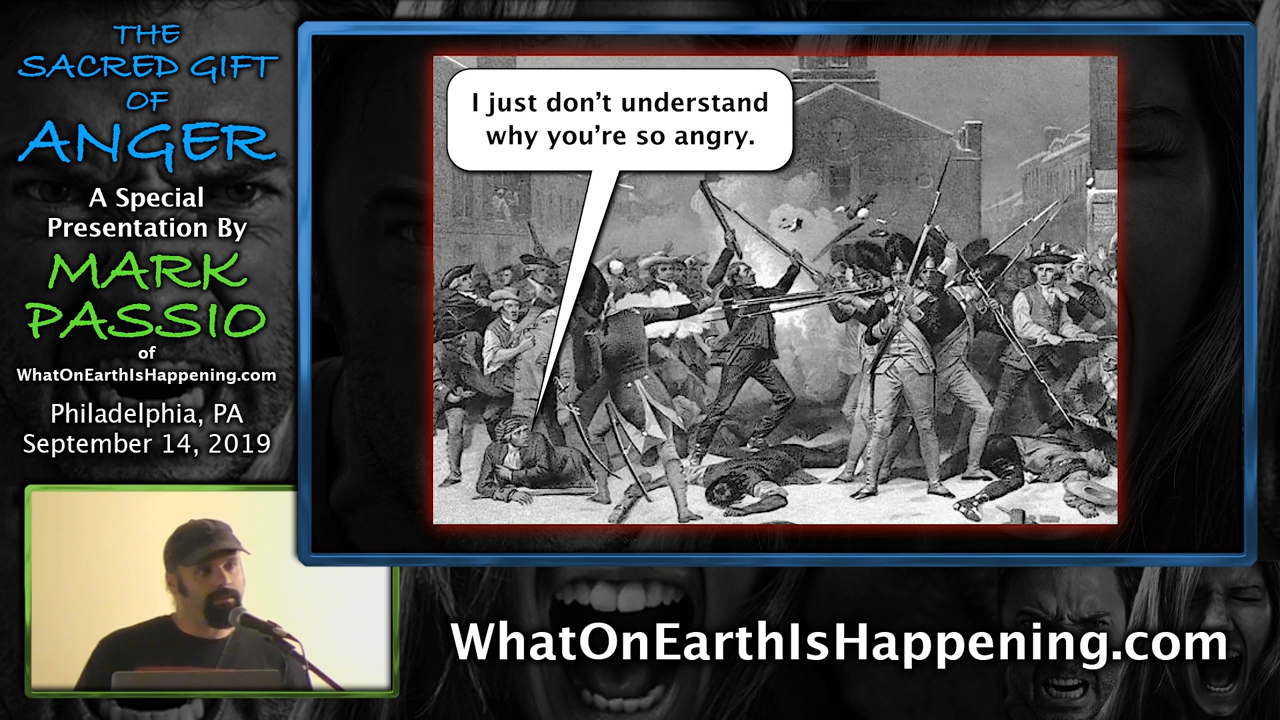 THE
SACRED GIFT
OF
ANGER
A Special
Presentation By
MARK
PASSIO
of
WhatOnEarthIsHappening.com
Philadelphia, PA
September 14, 2019
I just don’t understand
why you’re so angry.
WhatOnEarthIsHappening.com